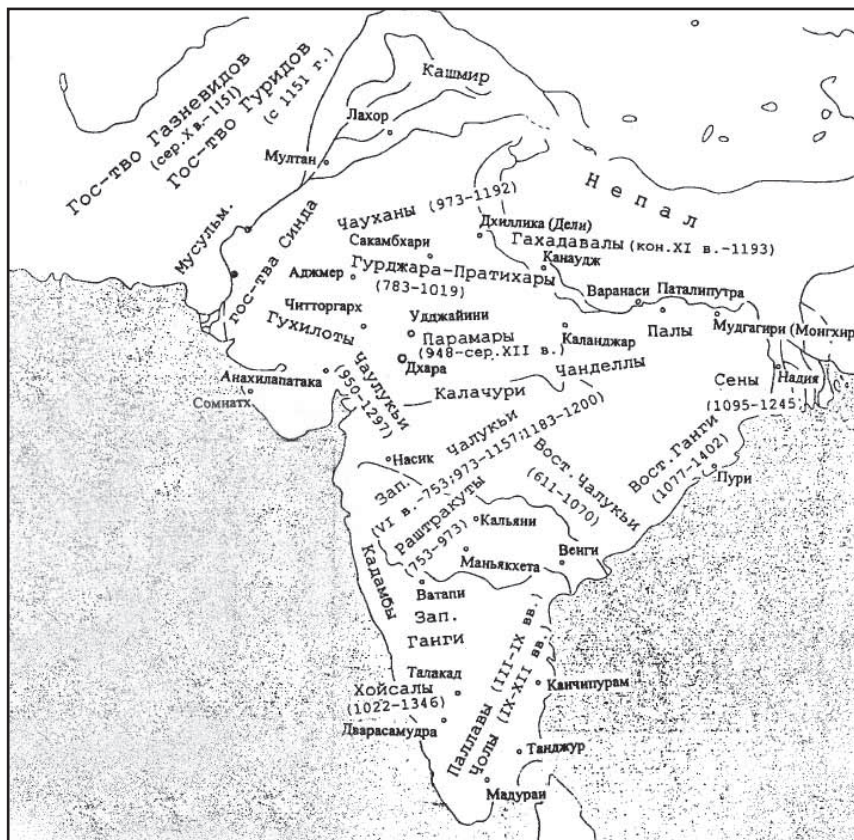 Гос-тво Газневидов
(сер.X в.-1151)
Гос-тво Гуридов
(с 1151 г.)
Кашмир
Лахор
Мултан
Непал
Мусульм.
гос-тва Синда
Чауханы (973-1192)
Дхиллика (Дели)
Сакамбхари
Гахадавалы (кон.XI в.-1193)
Канаудж
Аджмер
Гурджара-Пратихары
(783-1019)
Варанаси
Паталипутра
Читторгарх
Гухилоты
Удджайини
Парамары
(948-сер.XII в.)
Каланджар
Палы
Мудгагири (Монгхир)
Дхара
Чанделлы
Анахилапатака
Чаулукьи
(950-1297)
Калачури
Сены
(1095-1245
Надия
Сомнатх
Насик
Зап. Чалукьи
(VI в.-753;973-1157;1183-1200)
Вост.Чалукьи
(611-1070)
Вост.Ганги
(1077-1402)
Пури
Раштракуты
(753-973)
Кальяни
Маньякхета
Венги
Кадамбы
Ватапи
Зап.
Ганги
Талакад
Хойсалы
(1022-1346)
Дварасамудра
Паллавы (III-IX вв.)
Чолы (IX-XII вв.)
Канчипурам
Танджур
Мадураи